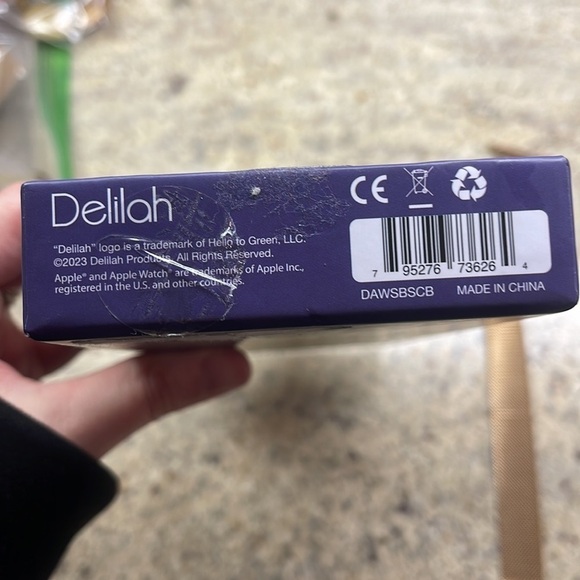 Delilah
"Delilah" logo is a trademark of Hello to Green, LLC.
©2023 Delilah Products. All Rights Reserved.
Apple® and Apple Watch® are trademarks of Apple Inc.,
registered in the U.S. and other countries.
CE
7 95276 73626 4
DAWSBSCB MADE IN CHINA